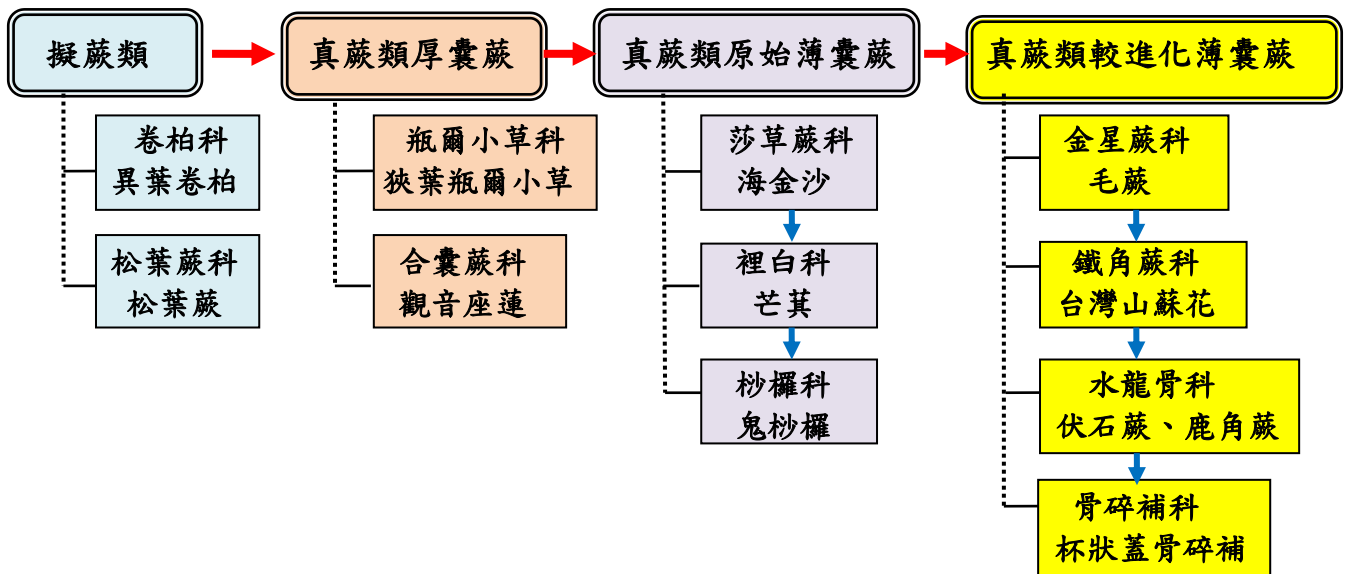 擬蕨類
真蕨類厚囊蕨
真蕨類原始薄囊蕨
真蕨類較進化薄囊蕨
卷柏科
異葉卷柏
松葉蕨科
松葉蕨
瓶爾小草科
狹葉瓶爾小草
合囊蕨科
觀音座蓮
莎草蕨科
海金沙
裡白科
芒萁
桫欏科
鬼桫欏
金星蕨科
毛蕨
鐵角蕨科
台灣山蘇花
水龍骨科
伏石蕨、鹿角蕨
骨碎補科
杯狀蓋骨碎補